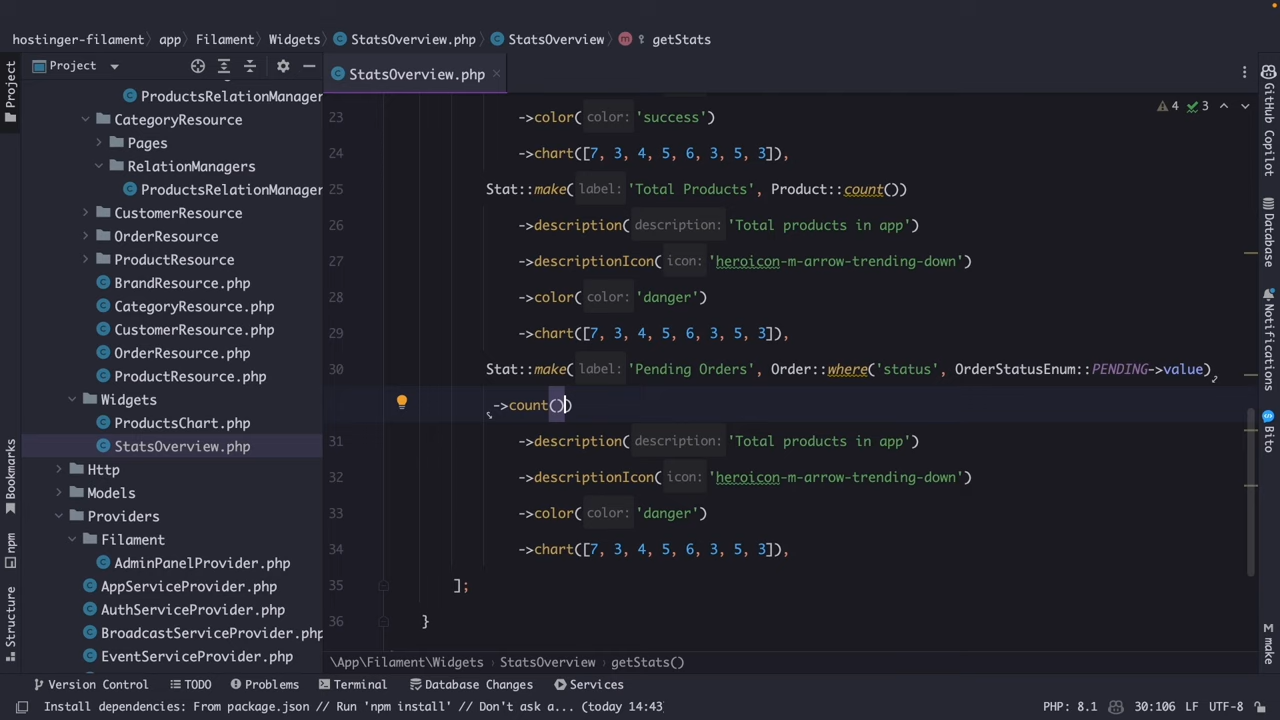 hostinger-filament › app › Filament › Widgets › StatsOverview.php › StatsOverview › getStats
Project
StatsOverview.php
ProductsRelationManager
CategoryResource
Pages
RelationManagers
ProductsRelationManager
CustomerResource
OrderResource
ProductResource
BrandResource.php
CategoryResource.php
CustomerResource.php
OrderResource.php
ProductResource.php
Widgets
ProductsChart.php
StatsOverview.php
Http
Models
Providers
Filament
AdminPanelProvider.php
AppServiceProvider.php
AuthServiceProvider.php
BroadcastServiceProvider.php
EventServiceProvider.php
Project
Bookmarks
npm
Structure
4 3
23 ->color( color: 'success')
24 ->chart([7, 3, 4, 5, 6, 3, 5, 3]),
25 Stat::make( label: 'Total Products', Product::count())
26 ->description( description: 'Total products in app')
27 ->descriptionIcon( icon: 'heroicon-m-arrow-trending-down')
28 ->color( color: 'danger')
29 ->chart([7, 3, 4, 5, 6, 3, 5, 3]),
30 Stat::make( label: 'Pending Orders', Order::where('status', OrderStatusEnum::PENDING->value)
->count())
31 ->description( description: 'Total products in app')
32 ->descriptionIcon( icon: 'heroicon-m-arrow-trending-down')
33 ->color( color: 'danger')
34 ->chart([7, 3, 4, 5, 6, 3, 5, 3]),
35 ];
36 }
GitHub Copilot
Database
Notifications
Bito
M make
\App\Filament\Widgets › StatsOverview › getStats()
Version Control TODO Problems Terminal Database Changes Services
Install dependencies: From package.json // Run 'npm install' // Don't ask a... (today 14:43) PHP: 8.1 30:106 LF UTF-8